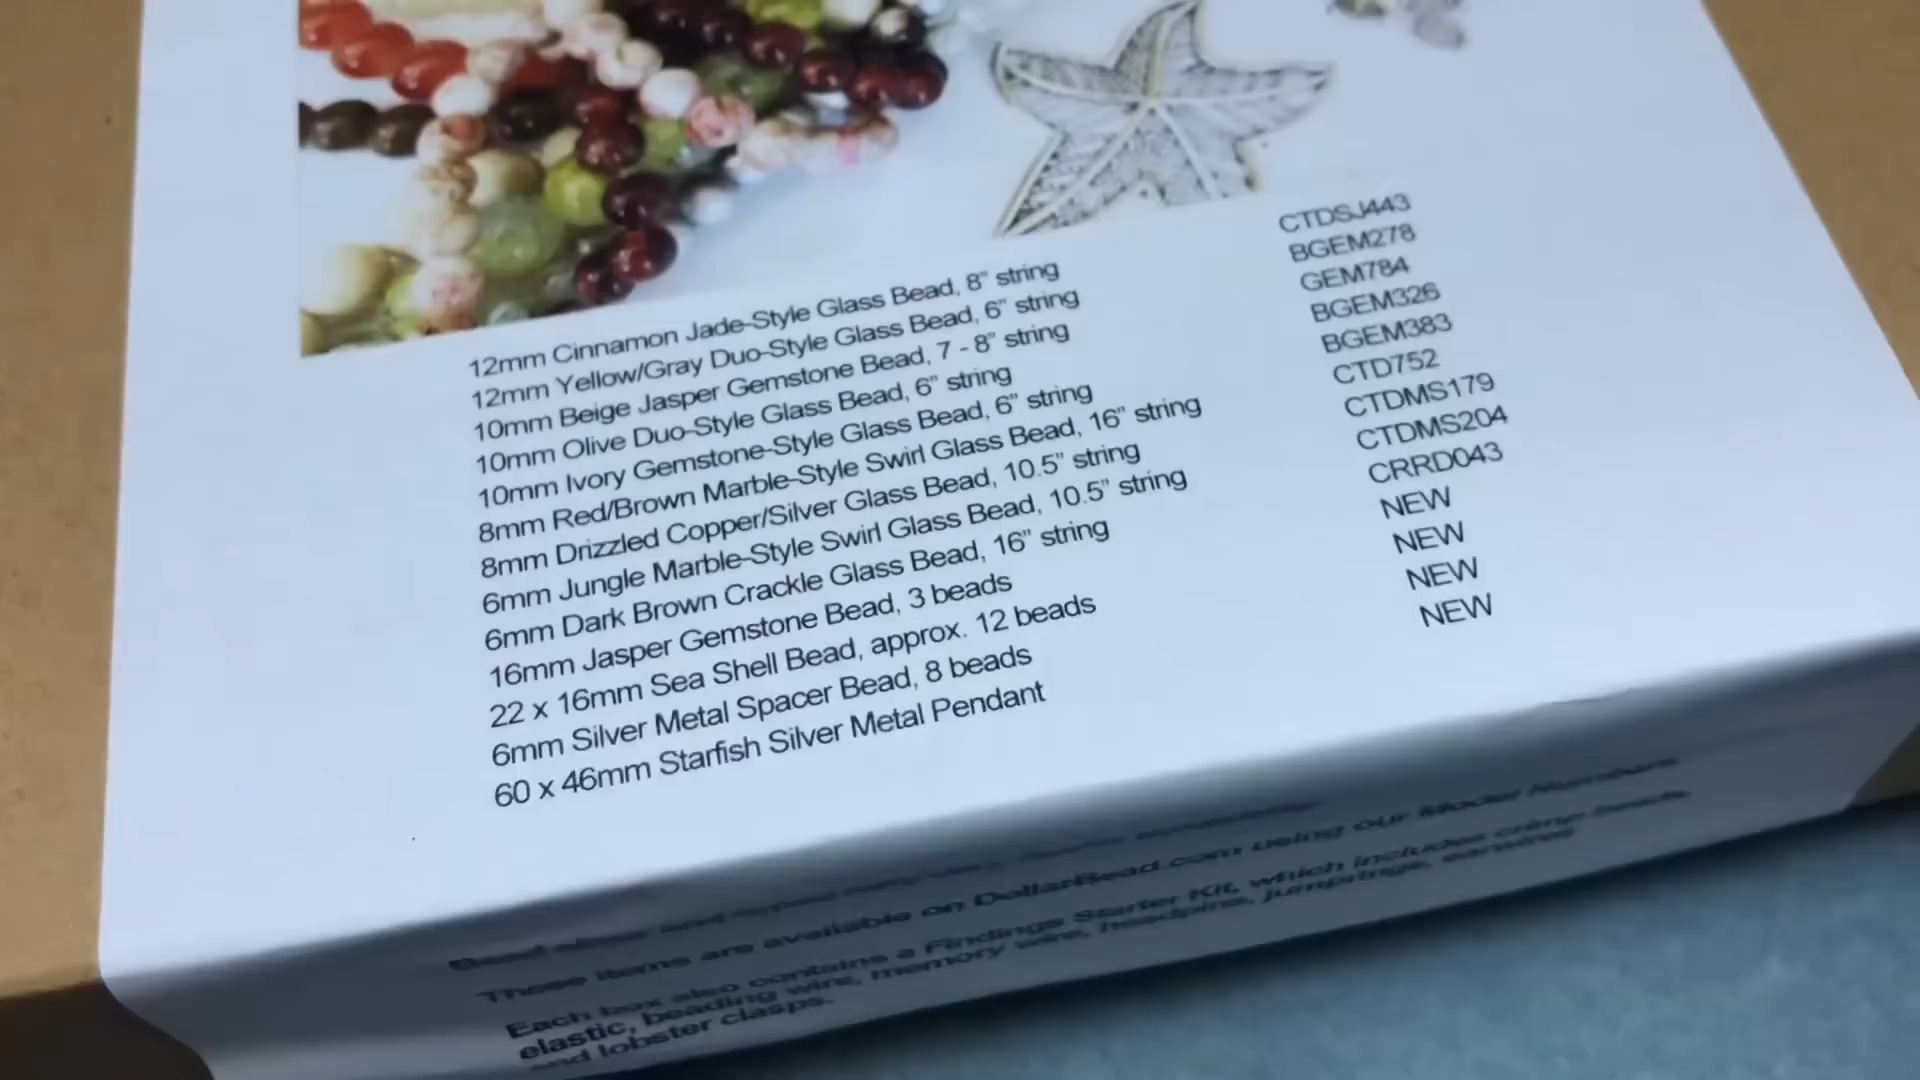 12mm Cinnamon Jade-Style Glass Bead, 8” string CTDSJ443
12mm Yellow/Gray Duo-Style Glass Bead, 6” string BGEM278
10mm Beige Jasper Gemstone Bead, 7 - 8” string GEM784
10mm Olive Duo-Style Glass Bead, 6” string BGEM326
10mm Ivory Gemstone-Style Glass Bead, 6” string BGEM383
8mm Red/Brown Marble-Style Swirl Glass Bead, 16” string CTD752
8mm Drizzled Copper/Silver Glass Bead, 10.5” string CTDMS179
6mm Jungle Marble-Style Swirl Glass Bead, 10.5” string CTDMS204
6mm Dark Brown Crackle Glass Bead, 16” string CRRD043
16mm Jasper Gemstone Bead, 3 beads NEW
22 x 16mm Sea Shell Bead, approx. 12 beads NEW
6mm Silver Metal Spacer Bead, 8 beads NEW
60 x 46mm Starfish Silver Metal Pendant NEW
Bead sizes and
These items are available on DollarBead.com using our Model Numbers
Each box also contains a Findings Starter Kit, which includes crimp beads,
elastic, beading wire, memory wire, headpins, jumprings, earwires
and lobster clasps.